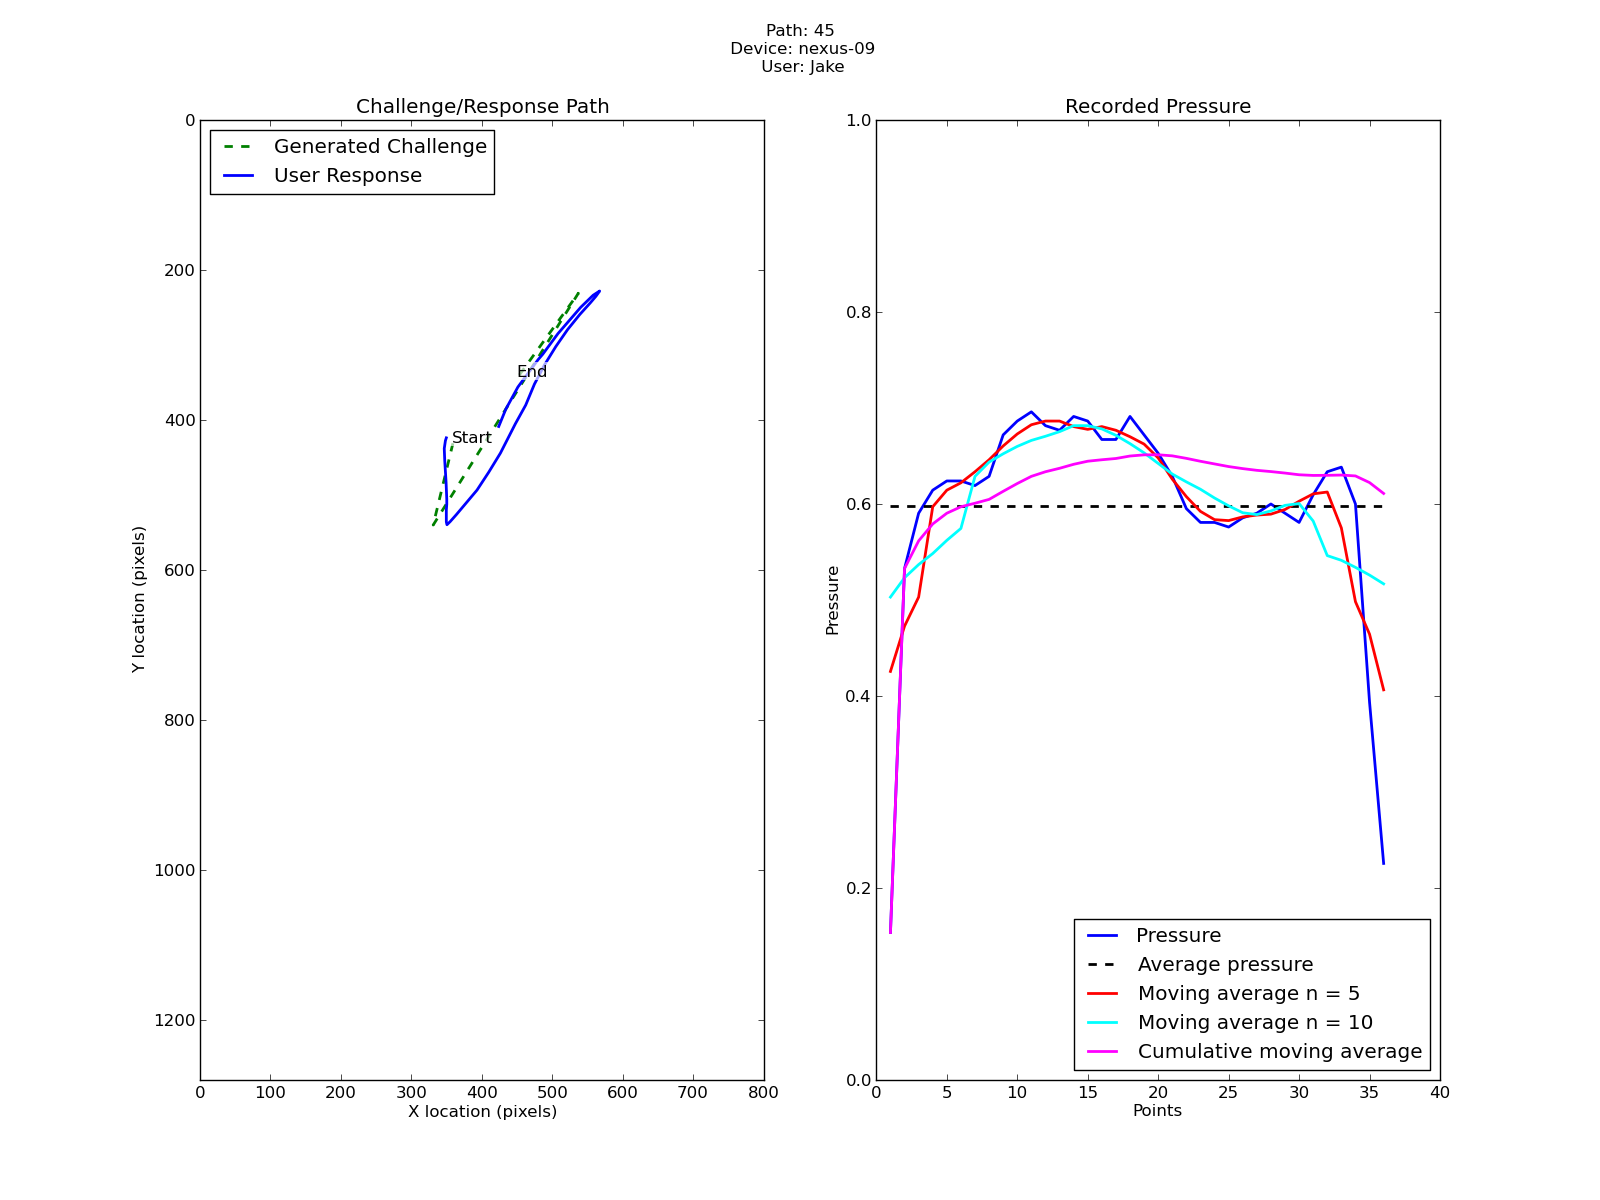 Path: 45
Device: nexus-09
User: Jake
Challenge/Response Path
Generated Challenge
User Response
Start
End
0
200
400
600
800
1000
1200
Y location (pixels)
0 100 200 300 400 500 600 700 800
X location (pixels)
Recorded Pressure
1.0
0.8
0.6
0.4
0.2
0.0
Pressure
Pressure
Average pressure
Moving average n = 5
Moving average n = 10
Cumulative moving average
0 5 10 15 20 25 30 35 40
Points